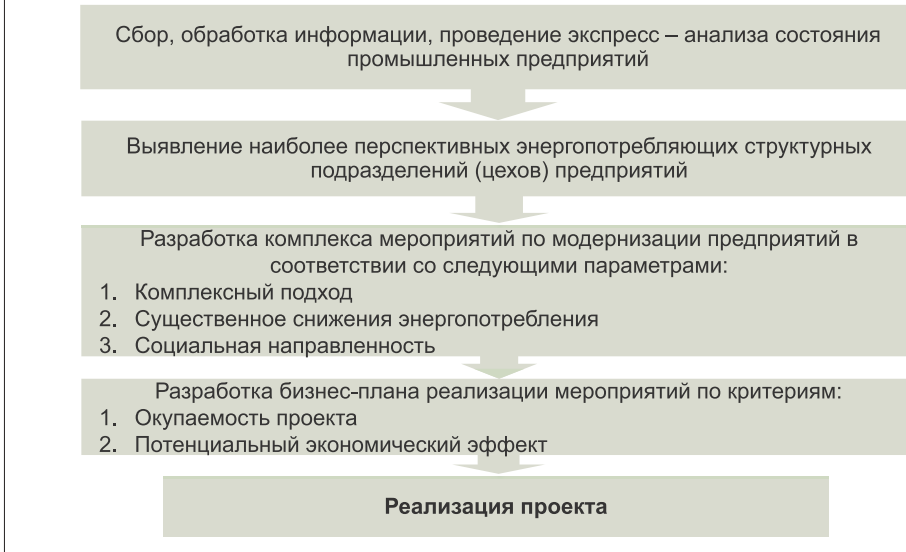 Сбор, обработка информации, проведение экспресс – анализа состояния
промышленных предприятий
Выявление наиболее перспективных энергопотребляющих структурных
подразделений (цехов) предприятий
Разработка комплекса мероприятий по модернизации предприятий в
соответствии со следующими параметрами:
1. Комплексный подход
2. Существенное снижения энергопотребления
3. Социальная направленность
Разработка бизнес-плана реализации мероприятий по критериям:
1. Окупаемость проекта
2. Потенциальный экономический эффект
Реализация проекта